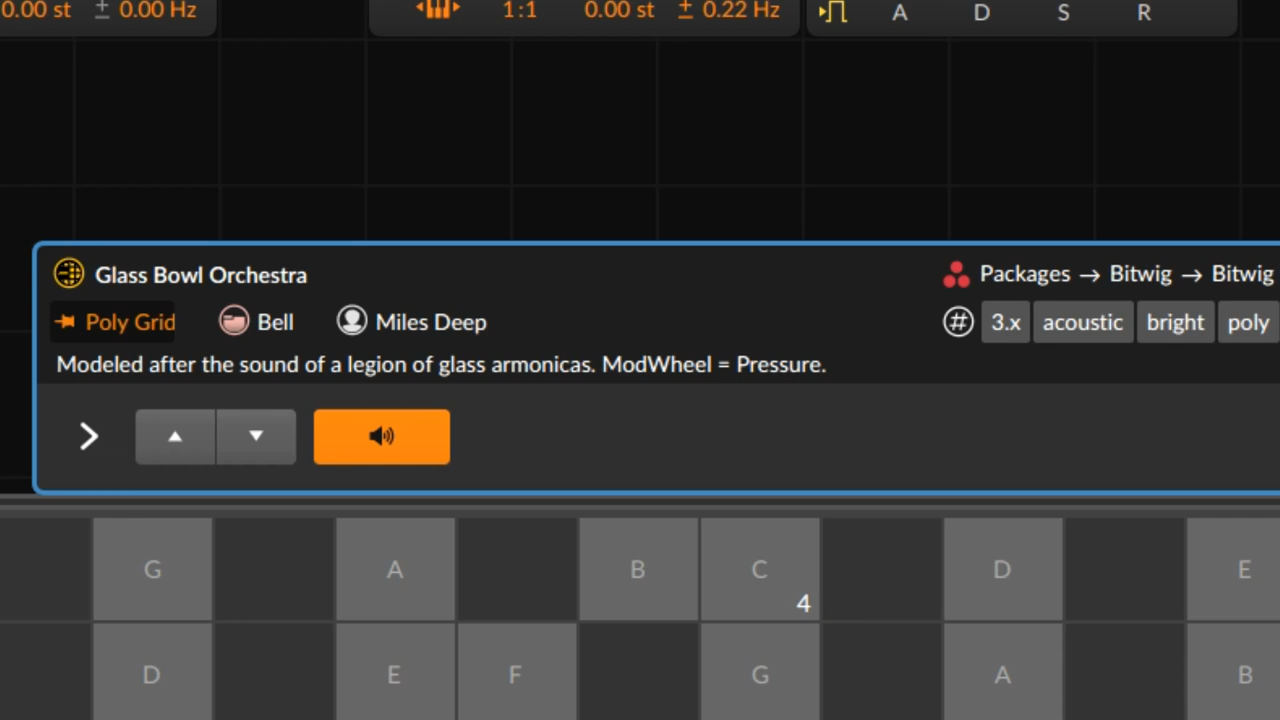 0.00 st ± 0.00 Hz 1:1 0.00 st ± 0.22 Hz A D S R
Glass Bowl Orchestra Packages → Bitwig → Bitwig
Poly Grid Bell Miles Deep # 3.x acoustic bright poly
Modeled after the sound of a legion of glass armonicas. ModWheel = Pressure.
G A B C D E
4
D E F G A B